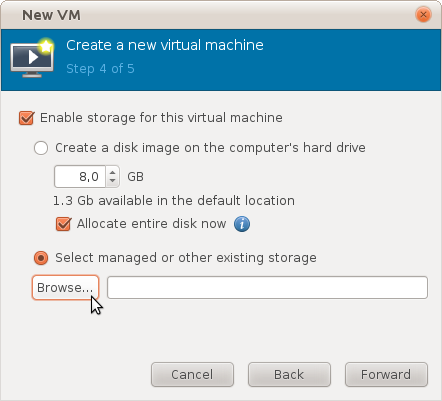 New VM
Create a new virtual machine
Step 4 of 5
Enable storage for this virtual machine
Create a disk image on the computer's hard drive
8,0 GB
1.3 Gb available in the default location
Allocate entire disk now
Select managed or other existing storage
Browse...
Cancel Back Forward